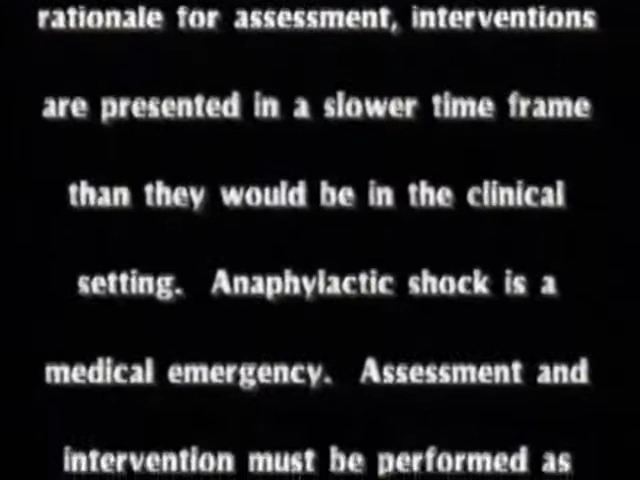 rationale for assessment, interventions
are presented in a slower time frame
than they would be in the clinical
setting. Anaphylactic shock is a
medical emergency. Assessment and
intervention must be performed as